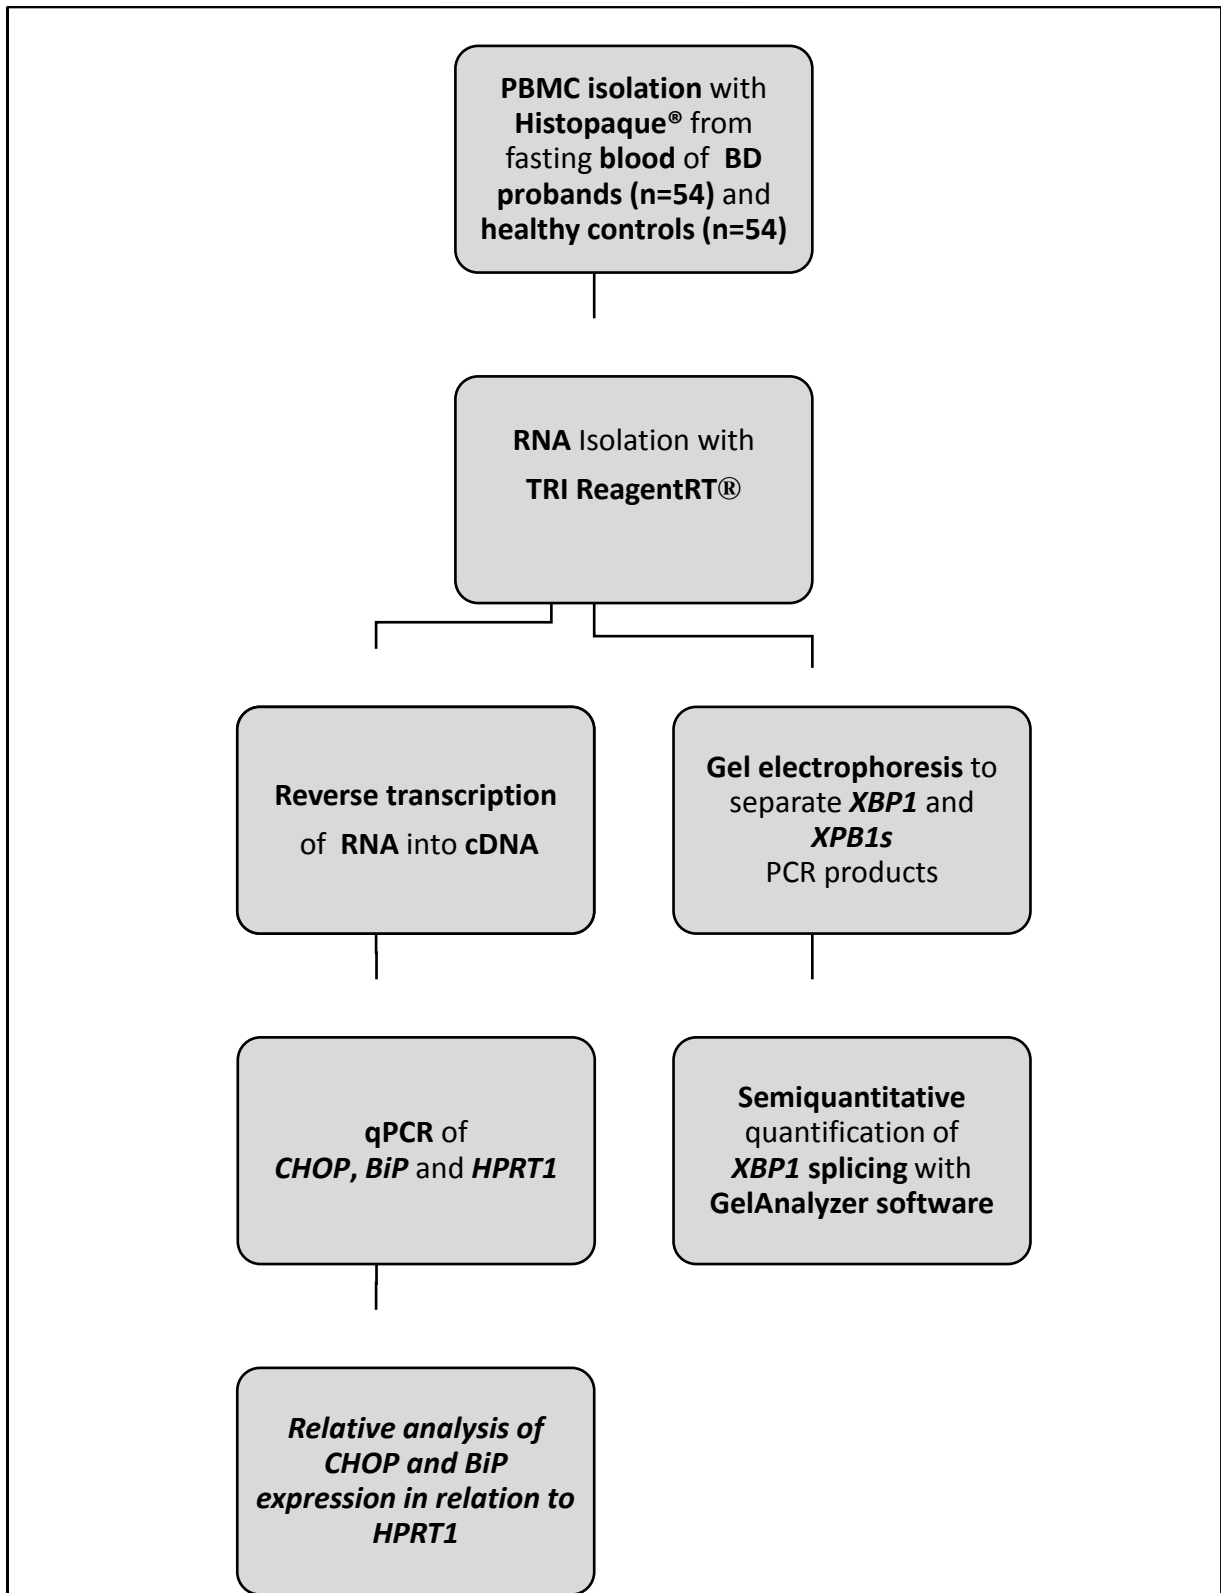 PBMC isolation with
Histopaque® from
fasting blood of BD
probands (n=54) and
healthy controls (n=54)
RNA Isolation with
TRI ReagentRT®
Reverse transcription
of RNA into cDNA
Gel electrophoresis to
separate XBP1 and
XPB1s
PCR products
qPCR of
CHOP, BiP and HPRT1
Semiquantitative
quantification of
XBP1 splicing with
GelAnalyzer software
Relative analysis of
CHOP and BiP
expression in relation to
HPRT1